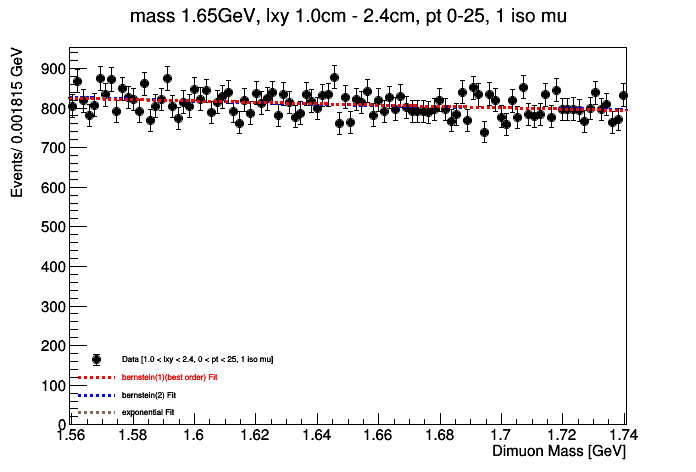 mass 1.65GeV, lxy 1.0cm - 2.4cm, pt 0-25, 1 iso mu
Events/ 0.001815 GeV
900
800
700
600
500
400
300
200
100
0
Data [1.0 < lxy < 2.4, 0 < pt < 25, 1 iso mu]
bernstein(1)(best order) Fit
bernstein(2) Fit
exponential Fit
1.56 1.58 1.6 1.62 1.64 1.66 1.68 1.7 1.72 1.74
Dimuon Mass [GeV]